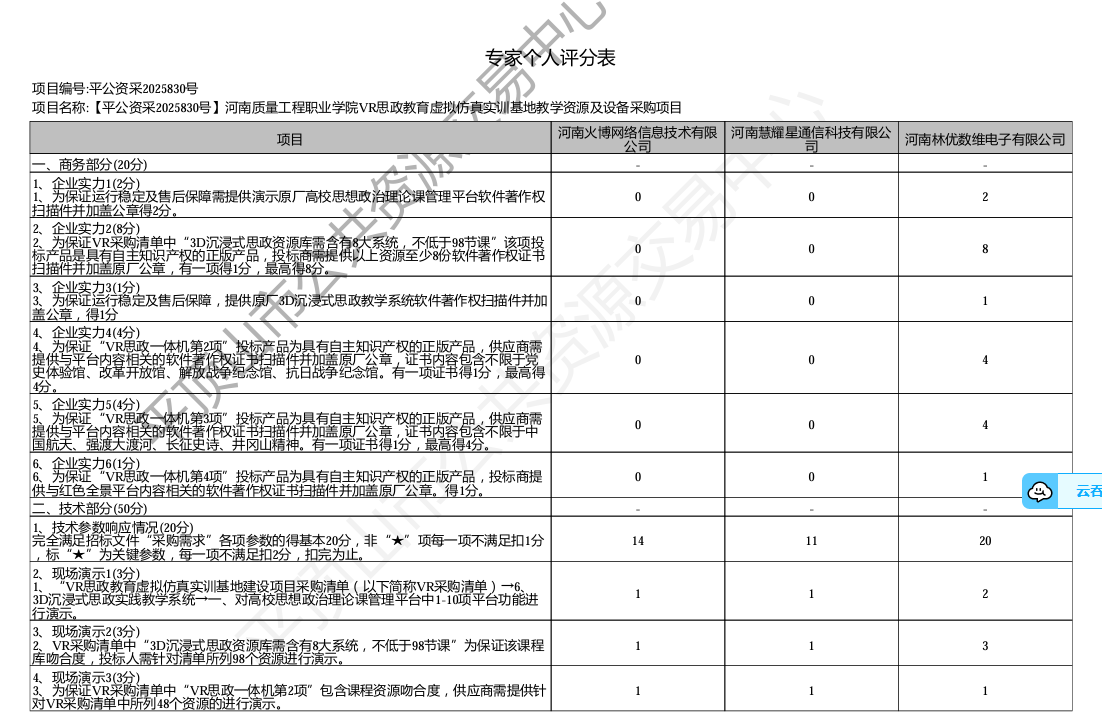 专家个人评分表
项目编号:平公资采2025830号
项目名称:【平公资采2025830号】河南质量工程职业学院VR思政教育虚拟仿真实训基地教学资源及设备采购项目
项目 河南火博网络信息技术有限公司 河南慧耀星通信科技有限公司 河南林优数维电子有限公司
一、商务部分(20分) - - -
1、企业实力1(2分)
1、为保证运行稳定及售后保障需提供演示原厂高校思想政治理论课管理平台软件著作权
扫描件并加盖公章得2分。
0 0 2
2、企业实力2(8分)
2、为保证VR采购清单中“3D沉浸式思政资源库需含有8大系统，不低于98节课”该项投
标产品是具有自主知识产权的正版产品，投标商需提供以上资源至少8份软件著作权证书
扫描件并加盖原厂公章，有一项得1分，最高得8分。
0 0 8
3、企业实力3(1分)
3、为保证运行稳定及售后保障，提供原厂3D沉浸式思政教学系统软件著作权扫描件并加
盖公章，得1分
0 0 1
4、企业实力4(4分)
4、为保证“VR思政一体机第2项”投标产品为具有自主知识产权的正版产品，供应商需
提供与平台内容相关的软件著作权证书扫描件并加盖原厂公章，证书内容包含不限于党
史体验馆、改革开放馆、解放战争纪念馆、抗日战争纪念馆。有一项证书得1分，最高得
4分。
0 0 4
5、企业实力5(4分)
5、为保证“VR思政一体机第3项”投标产品为具有自主知识产权的正版产品，供应商需
提供与平台内容相关的软件著作权证书扫描件并加盖原厂公章，证书内容包含不限于中
国航天、强渡大渡河、长征史诗、井冈山精神。有一项证书得1分，最高得4分。
0 0 4
6、企业实力6(1分)
6、为保证“VR思政一体机第4项”投标产品为具有自主知识产权的正版产品，投标商提
供与红色全景平台内容相关的软件著作权证书扫描件并加盖原厂公章。得1分。
0 0 1
云吞
二、技术部分(50分) - - -
1、技术参数响应情况(20分)
完全满足招标文件“采购需求”各项参数的得基本20分，非“★”项每一项不满足扣1分
，标“★”为关键参数，每一项不满足扣2分，扣完为止。
14 11 20
2、现场演示1(3分)
1、“VR思政教育虚拟仿真实训基地建设项目采购清单（以下简称VR采购清单）→6、
3D沉浸式思政实践教学系统→一、对高校思想政治理论课管理平台中1-10项平台功能进
行演示。
1 1 2
3、现场演示2(3分)
2、VR采购清单中“3D沉浸式思政资源库需含有8大系统，不低于98节课”为保证该课程
库吻合度，投标人需针对清单所列98个资源进行演示。
1 1 3
4、现场演示3(3分)
3、为保证VR采购清单中“VR思政一体机第2项”包含课程资源吻合度，供应商需提供针
对VR采购清单中所列48个资源的进行演示。
1 1 1
平顶山市公共资源交易中心
平顶山市公共资源交易中心